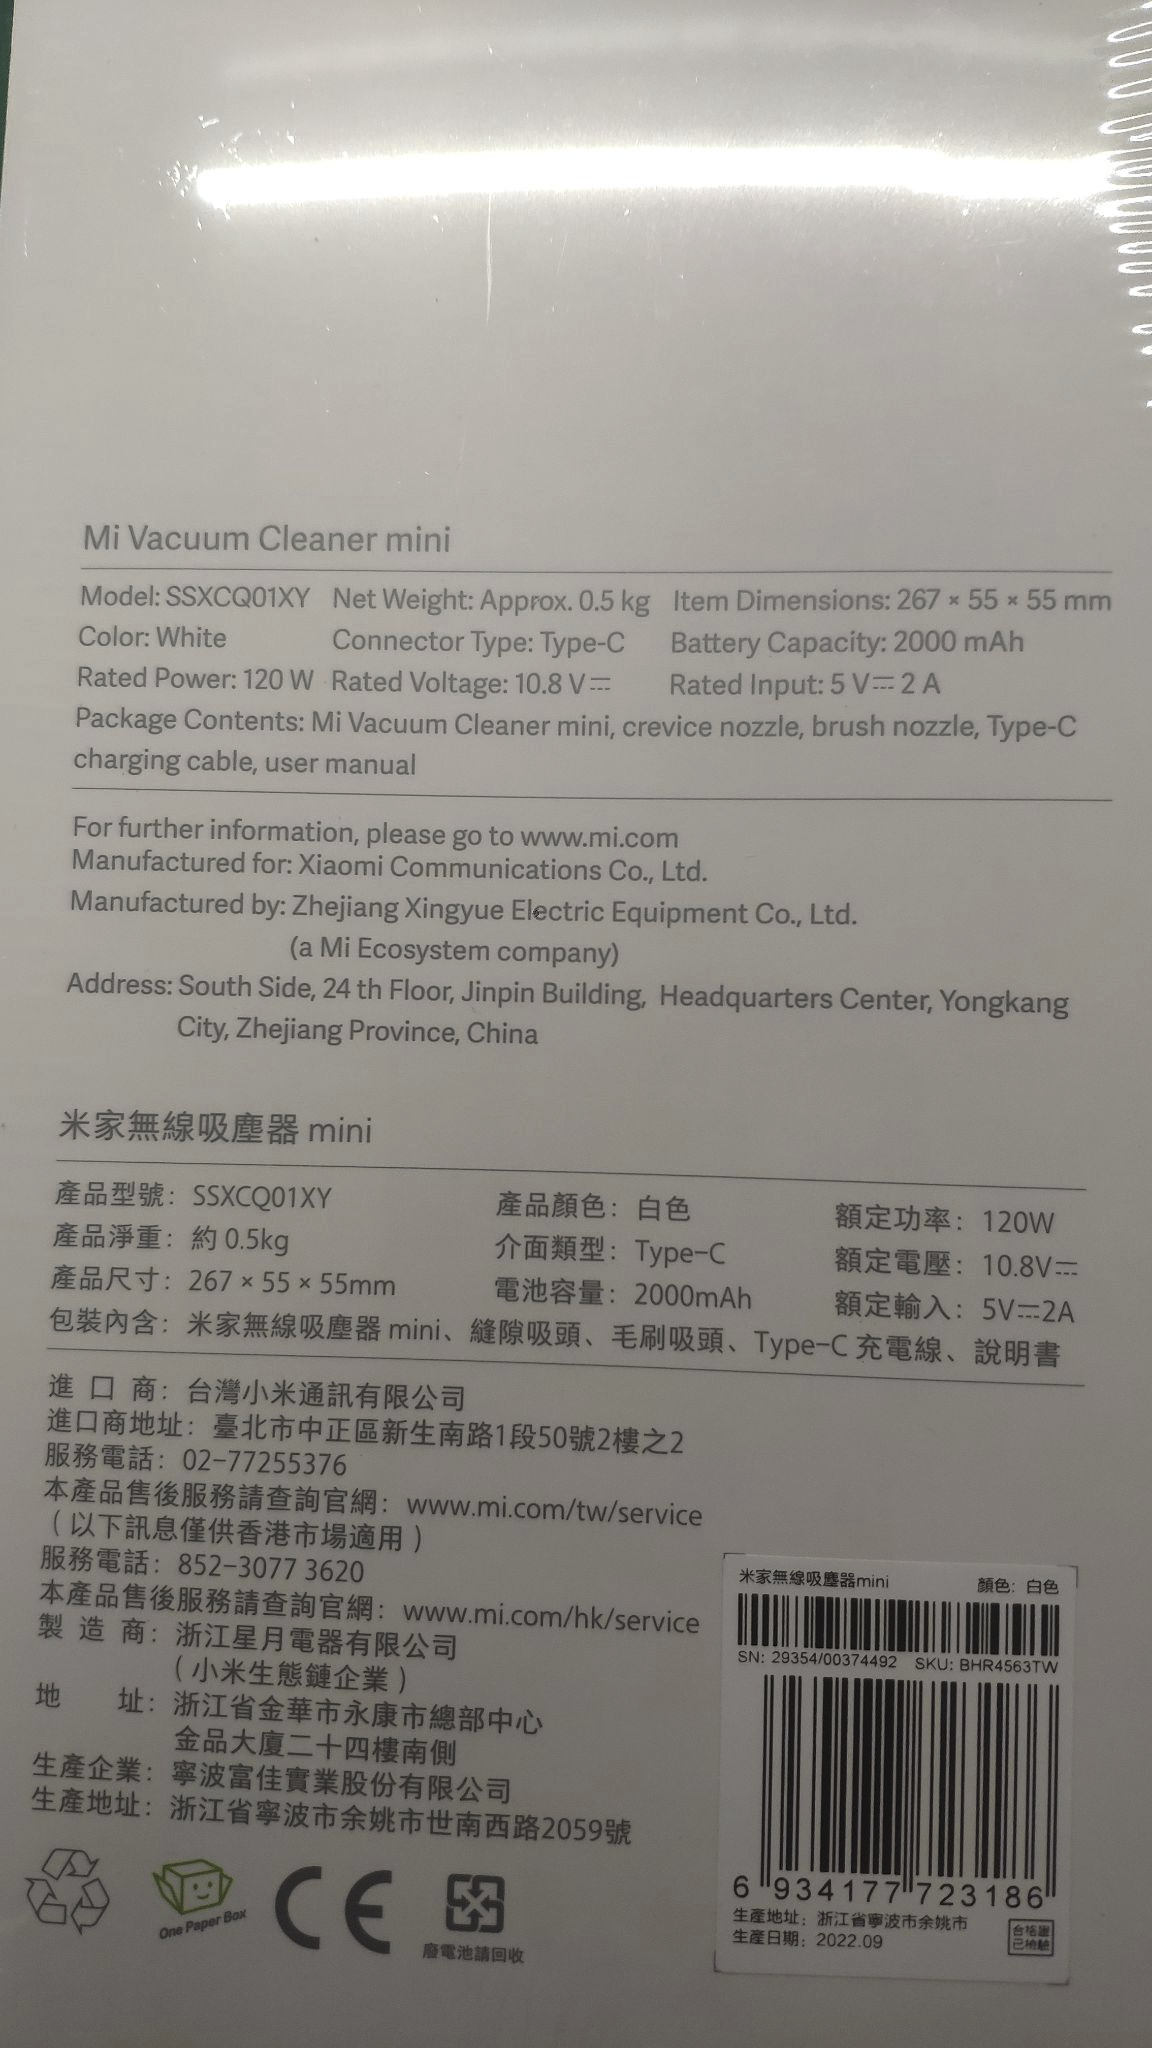 Mi Vacuum Cleaner mini
Model: SSXCQ01XY Net Weight: Approx. 0.5 kg Item Dimensions: 267 × 55 × 55 mm
Color: White Connector Type: Type-C Battery Capacity: 2000 mAh
Rated Power: 120 W Rated Voltage: 10.8 V⎓ Rated Input: 5 V⎓ 2 A
Package Contents: Mi Vacuum Cleaner mini, crevice nozzle, brush nozzle, Type-C
charging cable, user manual
For further information, please go to www.mi.com
Manufactured for: Xiaomi Communications Co., Ltd.
Manufactured by: Zhejiang Xingyue Electric Equipment Co., Ltd.
(a Mi Ecosystem company)
Address: South Side, 24 th Floor, Jinpin Building, Headquarters Center, Yongkang
City, Zhejiang Province, China
米家無線吸塵器 mini
產品型號：SSXCQ01XY 產品顏色：白色 額定功率：120W
產品淨重：約 0.5kg 介面類型：Type-C 額定電壓：10.8V⎓
產品尺寸：267 × 55 × 55mm 電池容量：2000mAh 額定輸入：5V⎓2A
包裝內含：米家無線吸塵器 mini、縫隙吸頭、毛刷吸頭、Type-C 充電線、說明書
進口商：台灣小米通訊有限公司
進口商地址：臺北市中正區新生南路1段50號2樓之2
服務電話：02-77255376
本產品售後服務請查詢官網：www.mi.com/tw/service
（以下訊息僅供香港市場適用）
服務電話：852-3077 3620
本產品售後服務請查詢官網：www.mi.com/hk/service
製造商：浙江星月電器有限公司
（小米生態鏈企業）
地址：浙江省金華市永康市總部中心
金品大廈二十四樓南側
生產企業：寧波富佳實業股份有限公司
生產地址：浙江省寧波市余姚市世南西路2059號
One Paper Box
CE
廢電池請回收
米家無線吸塵器mini 顏色：白色
SN: 29354/00374492 SKU: BHR4563TW
6 934177 723186
生產地址：浙江省寧波市余姚市
生產日期：2022.09
合格證
已檢驗